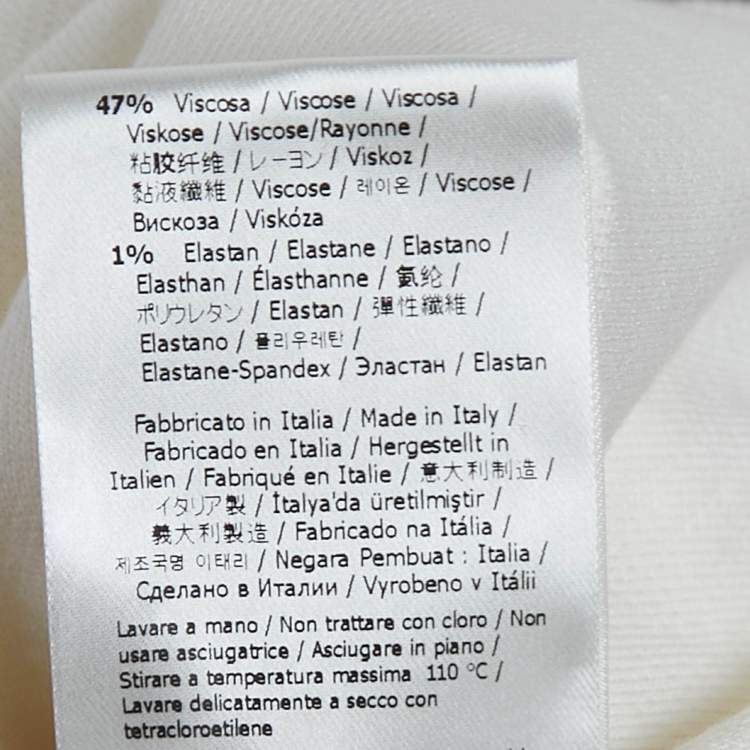 47% Viscosa / Viscose / Viscosa /
Viskose / Viscose/Rayonne /
粘胶纤维 / レーヨン / Viskoz /
黏液纖維 / Viscose / 레이온 / Viscose /
Вискоза / Viskóza
1% Elastan / Elastane / Elastano /
Elasthan / Élasthanne / 氨纶 /
ポリウレタン / Elastan / 彈性纖維 /
Elastano / 폴리우레탄 /
Elastane-Spandex / Эластан / Elastan
Fabbricato in Italia / Made in Italy /
Fabricado en Italia / Hergestellt in
Italien / Fabriqué en Italie / 意大利制造 /
イタリア製 / İtalya'da üretilmiştir /
義大利製造 / Fabricado na Itália /
제조국명 이태리 / Negara Pembuat : Italia /
Сделано в Италии / Vyrobeno v Itálii
Lavare a mano / Non trattare con cloro / Non
usare asciugatrice / Asciugare in piano /
Stirare a temperatura massima 110 °C /
Lavare delicatamente a secco con
tetracloroetilene